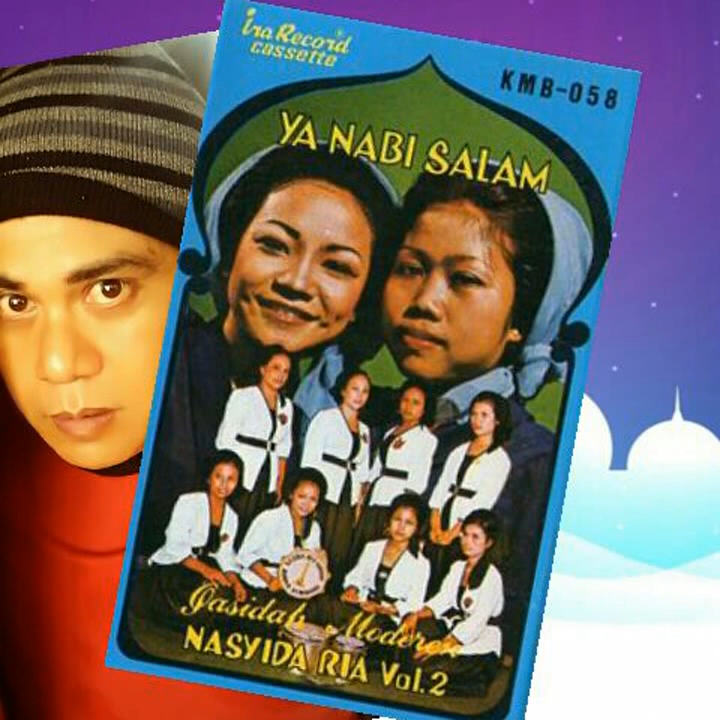 Ira Record
cassette
KMB-058
YA NABI SALAM
Qasidah Moderen
NASYIDA RIA Vol.2